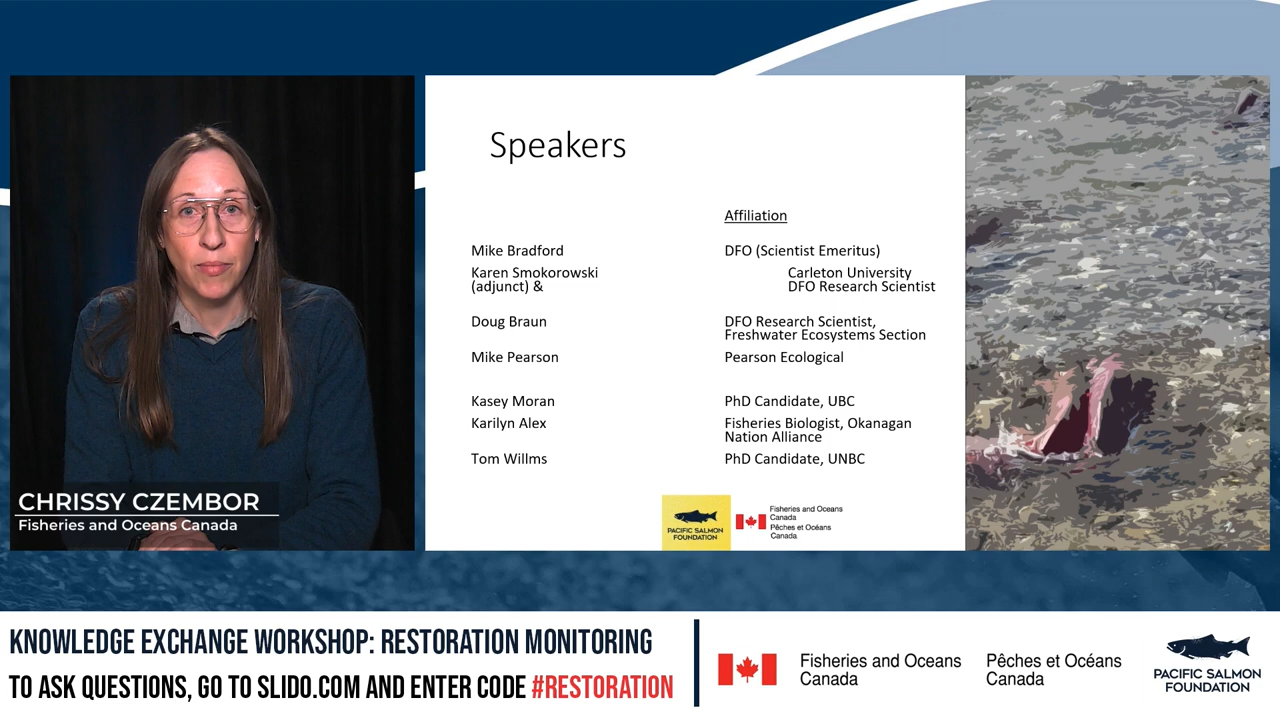 Speakers
Affiliation
Mike Bradford DFO (Scientist Emeritus)
Karen Smokorowski Carleton University
(adjunct) & DFO Research Scientist
Doug Braun DFO Research Scientist,
Freshwater Ecosystems Section
Mike Pearson Pearson Ecological
Kasey Moran PhD Candidate, UBC
Karilyn Alex Fisheries Biologist, Okanagan
Nation Alliance
Tom Willms PhD Candidate, UNBC
PACIFIC SALMON
FOUNDATION
Fisheries and Oceans
Canada
Pêches et Océans
Canada
CHRISSY CZEMBOR
Fisheries and Oceans Canada
KNOWLEDGE EXCHANGE WORKSHOP: RESTORATION MONITORING
TO ASK QUESTIONS, GO TO SLIDO.COM AND ENTER CODE #RESTORATION
Fisheries and Oceans
Canada
Pêches et Océans
Canada
PACIFIC SALMON
FOUNDATION